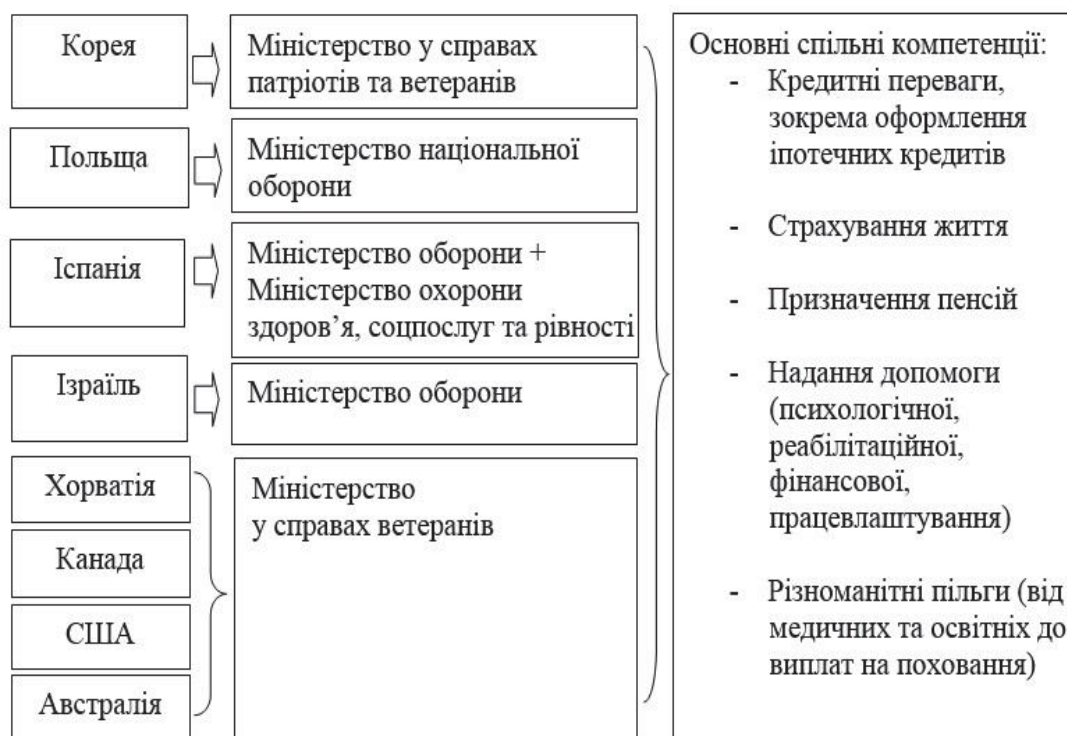 Корея
Міністерство у справах
патріотів та ветеранів
Польща
Міністерство національної
оборони
Іспанія
Міністерство оборони +
Міністерство охорони
здоров’я, соцпослуг та рівності
Ізраїль
Міністерство оборони
Хорватія
Канада
США
Австралія
Міністерство
у справах ветеранів
Основні спільні компетенції:
- Кредитні переваги,
зокрема оформлення
іпотечних кредитів
- Страхування життя
- Призначення пенсій
- Надання допомоги
(психологічної,
реабілітаційної,
фінансової,
працевлаштування)
- Різноманітні пільги (від
медичних та освітніх до
виплат на поховання)